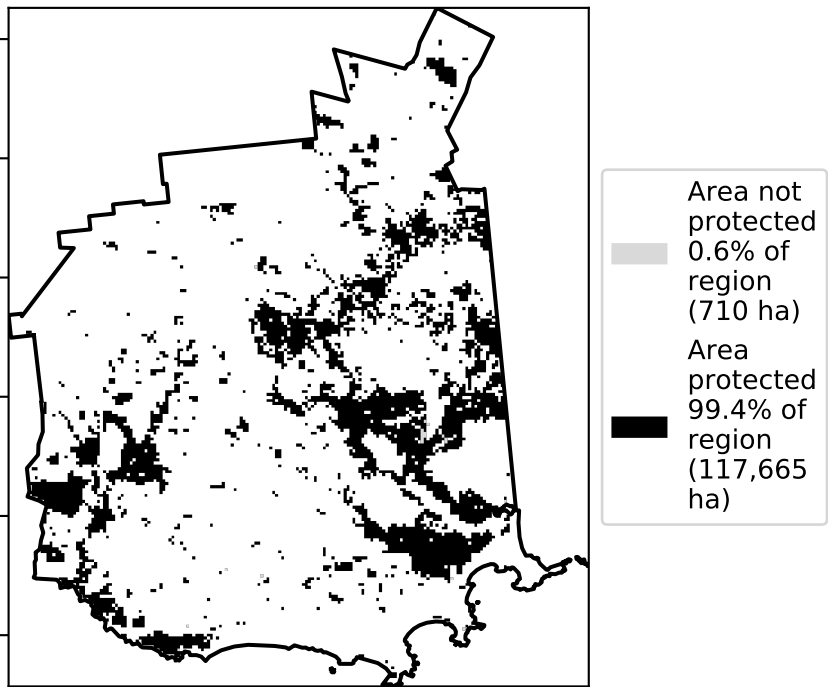 Area not
protected
0.6% of
region
(710 ha)
Area
protected
99.4% of
region
(117,665
ha)